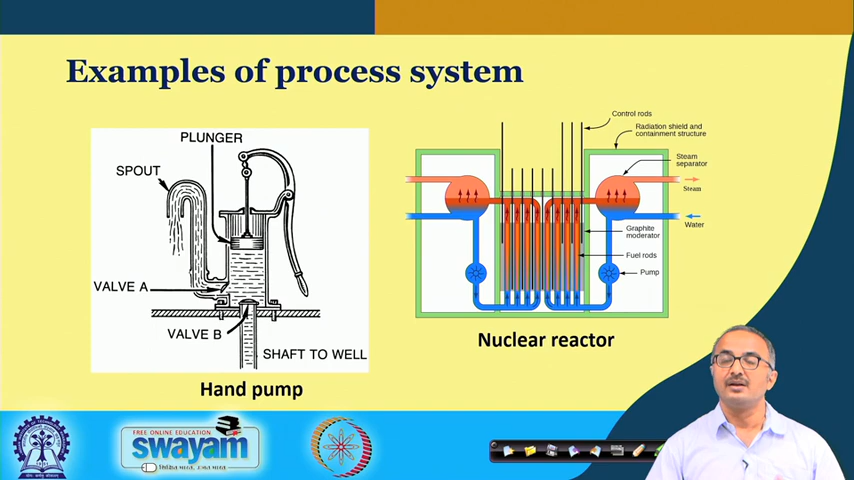 Examples of process system
PLUNGER
SPOUT
VALVE A
VALVE B
SHAFT TO WELL
Hand pump
Control rods
Radiation shield and
containment structure
Steam
separator
Steam
Water
Graphite
moderator
Fuel rods
Pump
Nuclear reactor
FREE ONLINE EDUCATION
swayam